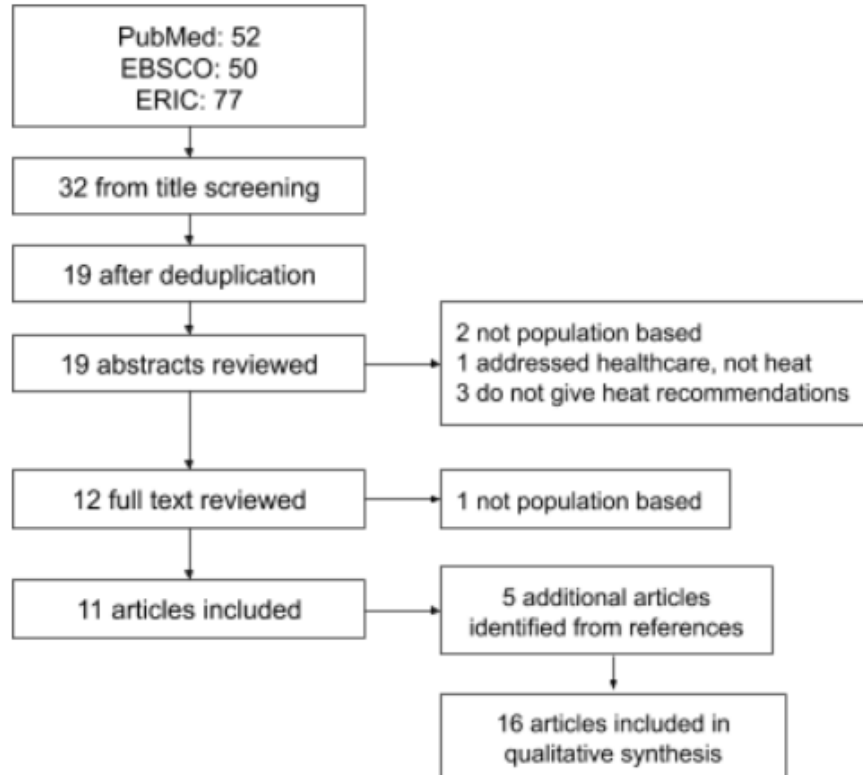 PubMed: 52
EBSCO: 50
ERIC: 77
32 from title screening
19 after deduplication
19 abstracts reviewed
2 not population based
1 addressed healthcare, not heat
3 do not give heat recommendations
12 full text reviewed
1 not population based
11 articles included
5 additional articles
identified from references
16 articles included in
qualitative synthesis